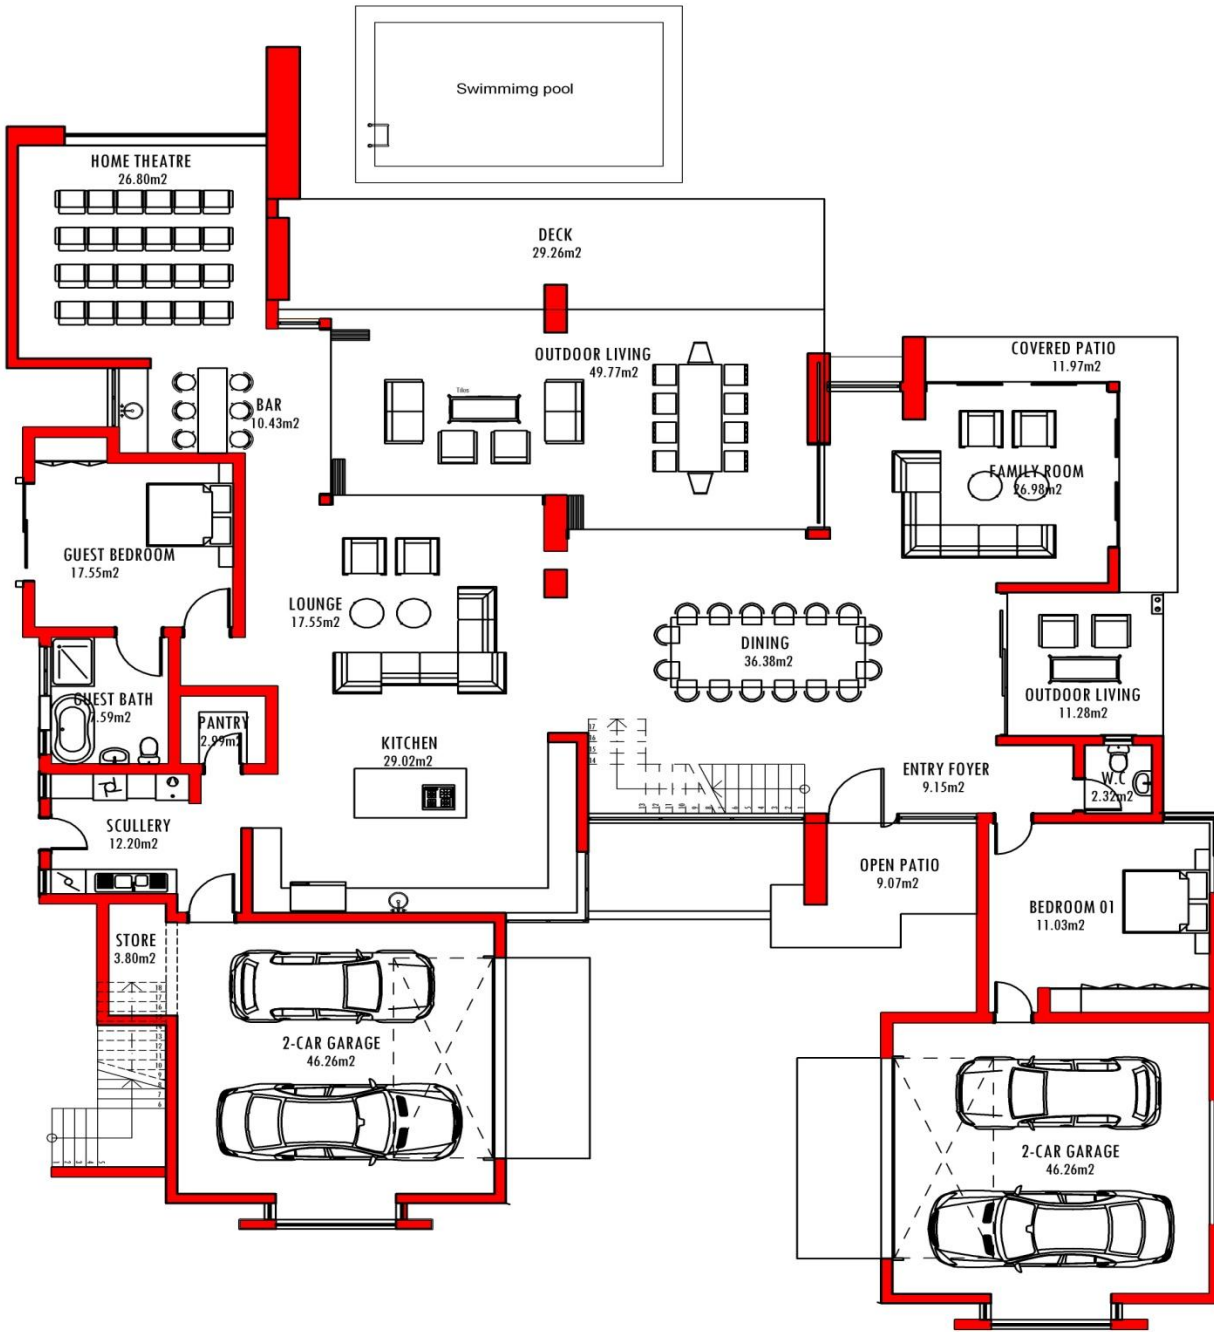 Swimmimg pool
HOME THEATRE
26.80m2
DECK
29.26m2
OUTDOOR LIVING
49.77m2
COVERED PATIO
11.97m2
BAR
10.43m2
FAMILY ROOM
26.98m2
GUEST BEDROOM
17.55m2
LOUNGE
17.55m2
DINING
36.38m2
GUEST BATH
7.59m2
OUTDOOR LIVING
11.28m2
PANTRY
2.99m2
KITCHEN
29.02m2
ENTRY FOYER
9.15m2
W.C
2.32m2
SCULLERY
12.20m2
OPEN PATIO
9.07m2
BEDROOM 01
11.03m2
STORE
3.80m2
2-CAR GARAGE
46.26m2
2-CAR GARAGE
46.26m2